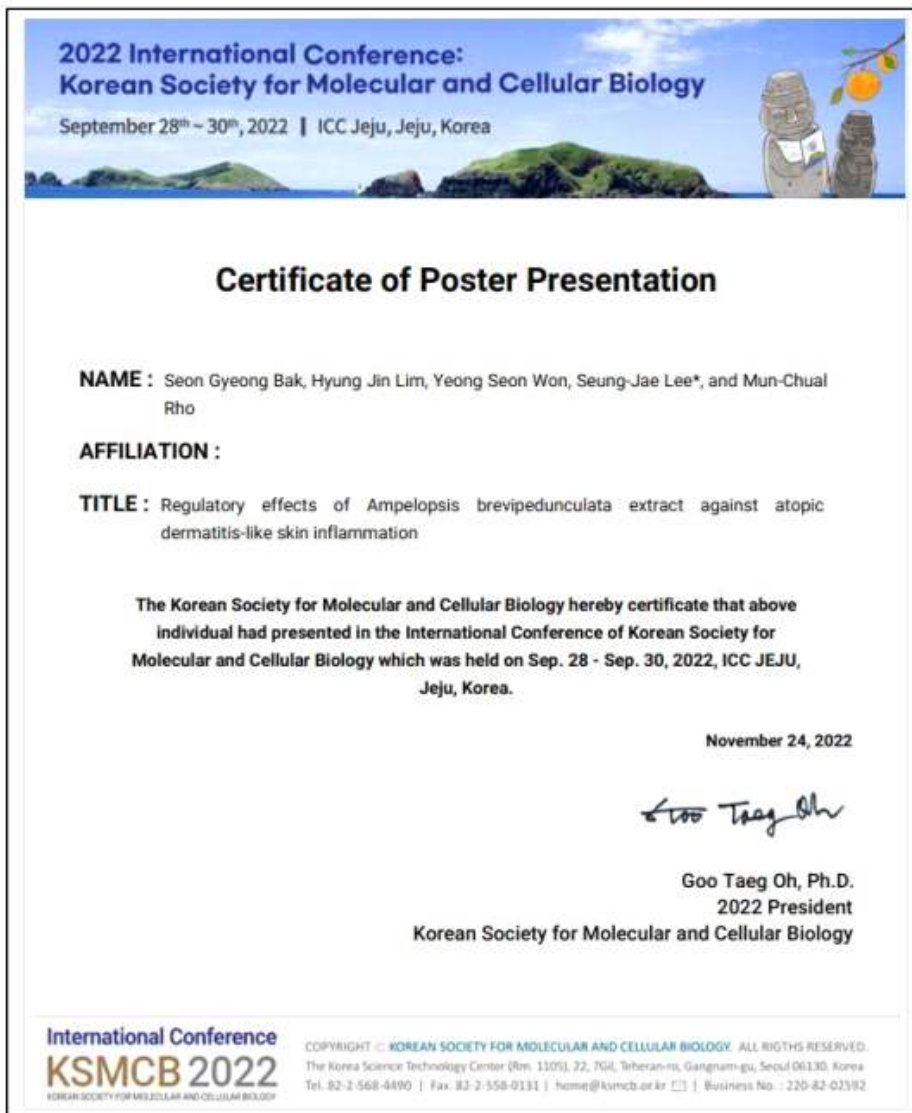 2022 International Conference:
Korean Society for Molecular and Cellular Biology
September 28th ~ 30th, 2022 | ICC Jeju, Jeju, Korea
Certificate of Poster Presentation
NAME : Seon Gyeong Bak, Hyung Jin Lim, Yeong Seon Won, Seung-Jae Lee*, and Mun-Chual
Rho
AFFILIATION :
TITLE : Regulatory effects of Ampelopsis brevipedunculata extract against atopic
dermatitis-like skin inflammation
The Korean Society for Molecular and Cellular Biology hereby certificate that above
individual had presented in the International Conference of Korean Society for
Molecular and Cellular Biology which was held on Sep. 28 - Sep. 30, 2022, ICC JEJU,
Jeju, Korea.
November 24, 2022
Goo Taeg Oh
Goo Taeg Oh, Ph.D.
2022 President
Korean Society for Molecular and Cellular Biology
International Conference
KSMCB 2022
KOREAN SOCIETY FOR MOLECULAR AND CELLULAR BIOLOGY
COPYRIGHT © KOREAN SOCIETY FOR MOLECULAR AND CELLULAR BIOLOGY. ALL RIGTHS RESERVED.
The Korea Science Technology Center (Rm. 1105), 22, 7Gil, Teheran-ro, Gangnam-gu, Seoul 06130, Korea
Tel. 82-2-568-4490 | Fax. 82-2-558-0131 | home@ksmcb.or.kr | Business No. : 220-82-02592